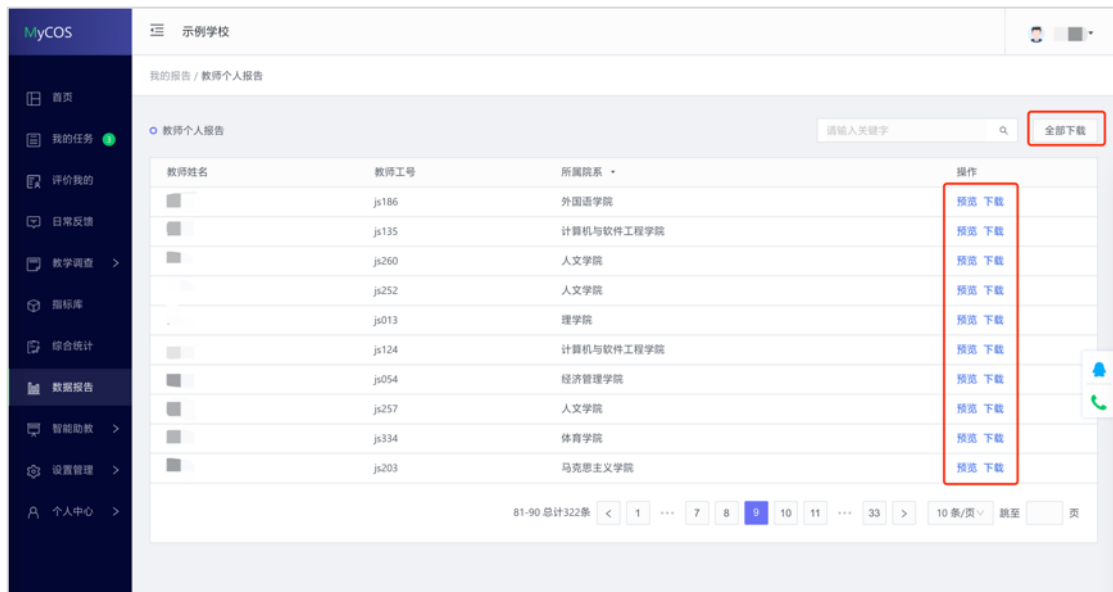 MyCOS
示例学校
我的报告 / 教师个人报告
首页
我的任务 3
评价我的
日常反馈
教学调查
指标库
综合统计
数据报告
智能助教
设置管理
个人中心
教师个人报告
请输入关键字
全部下载
教师姓名 教师工号 所属院系 操作
js186 外国语学院 预览 下载
js135 计算机与软件工程学院 预览 下载
js260 人文学院 预览 下载
js252 人文学院 预览 下载
js013 理学院 预览 下载
js124 计算机与软件工程学院 预览 下载
js054 经济管理学院 预览 下载
js257 人文学院 预览 下载
js334 体育学院 预览 下载
js203 马克思主义学院 预览 下载
81-90 总计322条 < 1 ··· 7 8 9 10 11 ··· 33 > 10 条/页 跳至 页